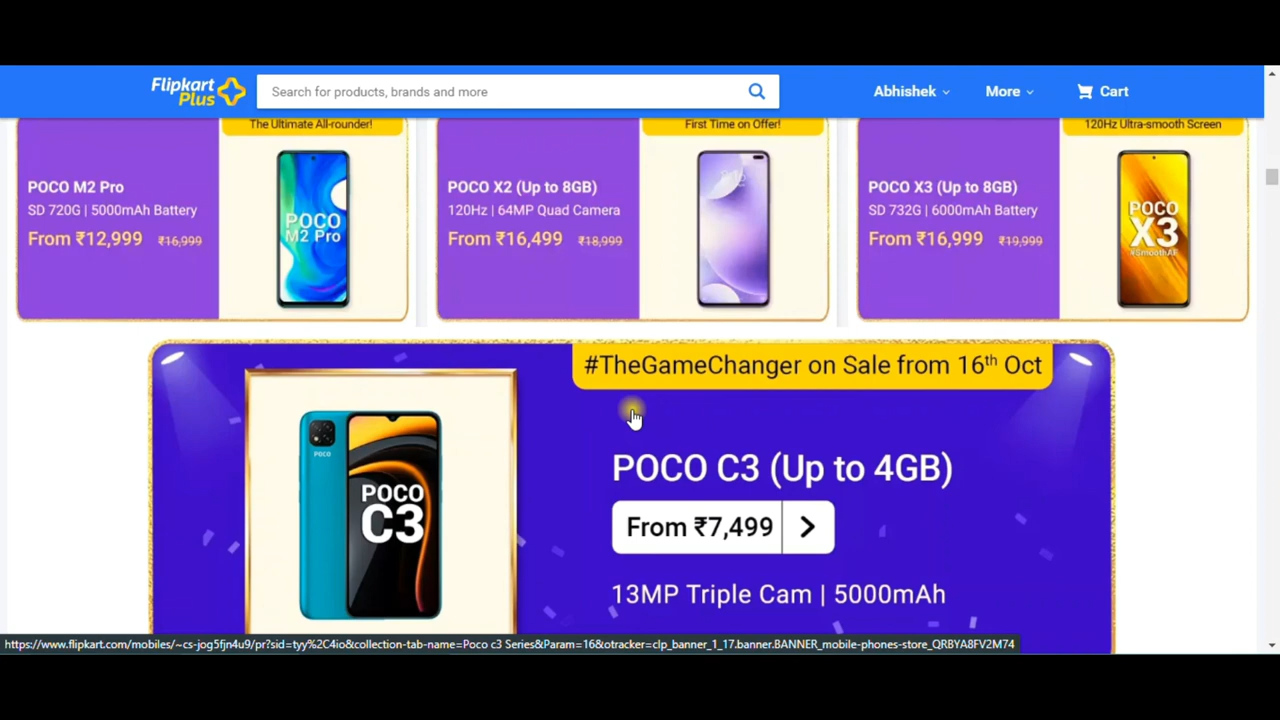 Flipkart
Plus
Search for products, brands and more
Abhishek
More
Cart
The Ultimate All-rounder!
POCO M2 Pro
SD 720G | 5000mAh Battery
From ₹12,999 ₹16,999
POCO
M2 Pro
First Time on Offer!
POCO X2 (Up to 8GB)
120Hz | 64MP Quad Camera
From ₹16,499 ₹18,999
120Hz Ultra-smooth Screen
POCO X3 (Up to 8GB)
SD 732G | 6000mAh Battery
From ₹16,999 ₹19,999
POCO
X3
#TheGameChanger on Sale from 16th Oct
POCO
POCO
C3
POCO C3 (Up to 4GB)
From ₹7,499
13MP Triple Cam | 5000mAh
https://www.flipkart.com/mobiles/~cs-jog5fjn4u9/pr?sid=tyy%2C4io&collection-tab-name=Poco c3 Series&Param=16&otracker=clp_banner_1_17.banner.BANNER_mobile-phones-store_QRBYA8FV2M74